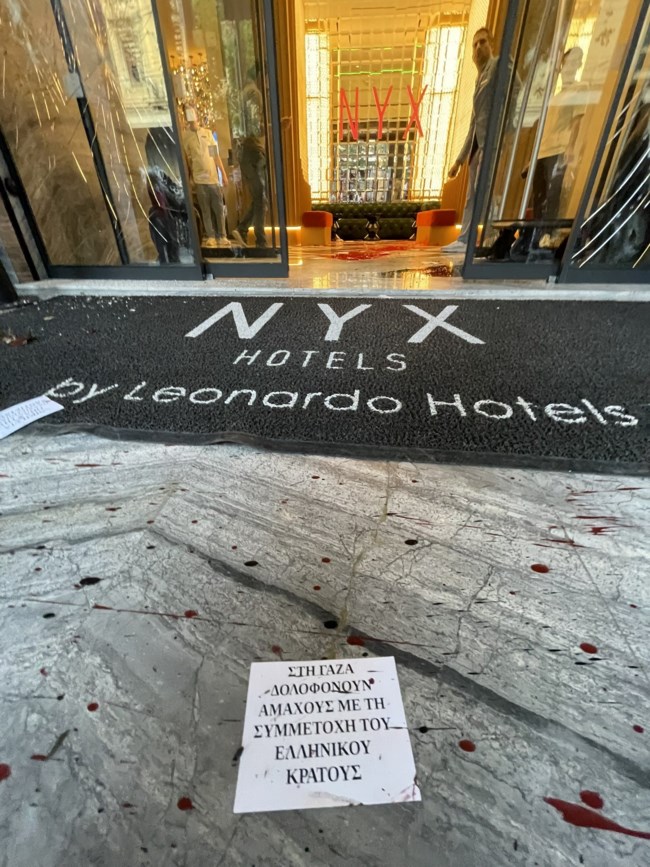 NYX
NYX
HOTELS
by Leonardo Hotels
ΣΤΗ ΓΑΖΑ
ΔΟΛΟΦΟΝΟΥΝ
ΑΜΑΧΟΥΣ ΜΕ ΤΗ
ΣΥΜΜΕΤΟΧΗ ΤΟΥ
ΕΛΛΗΝΙΚΟΥ
ΚΡΑΤΟΥΣ